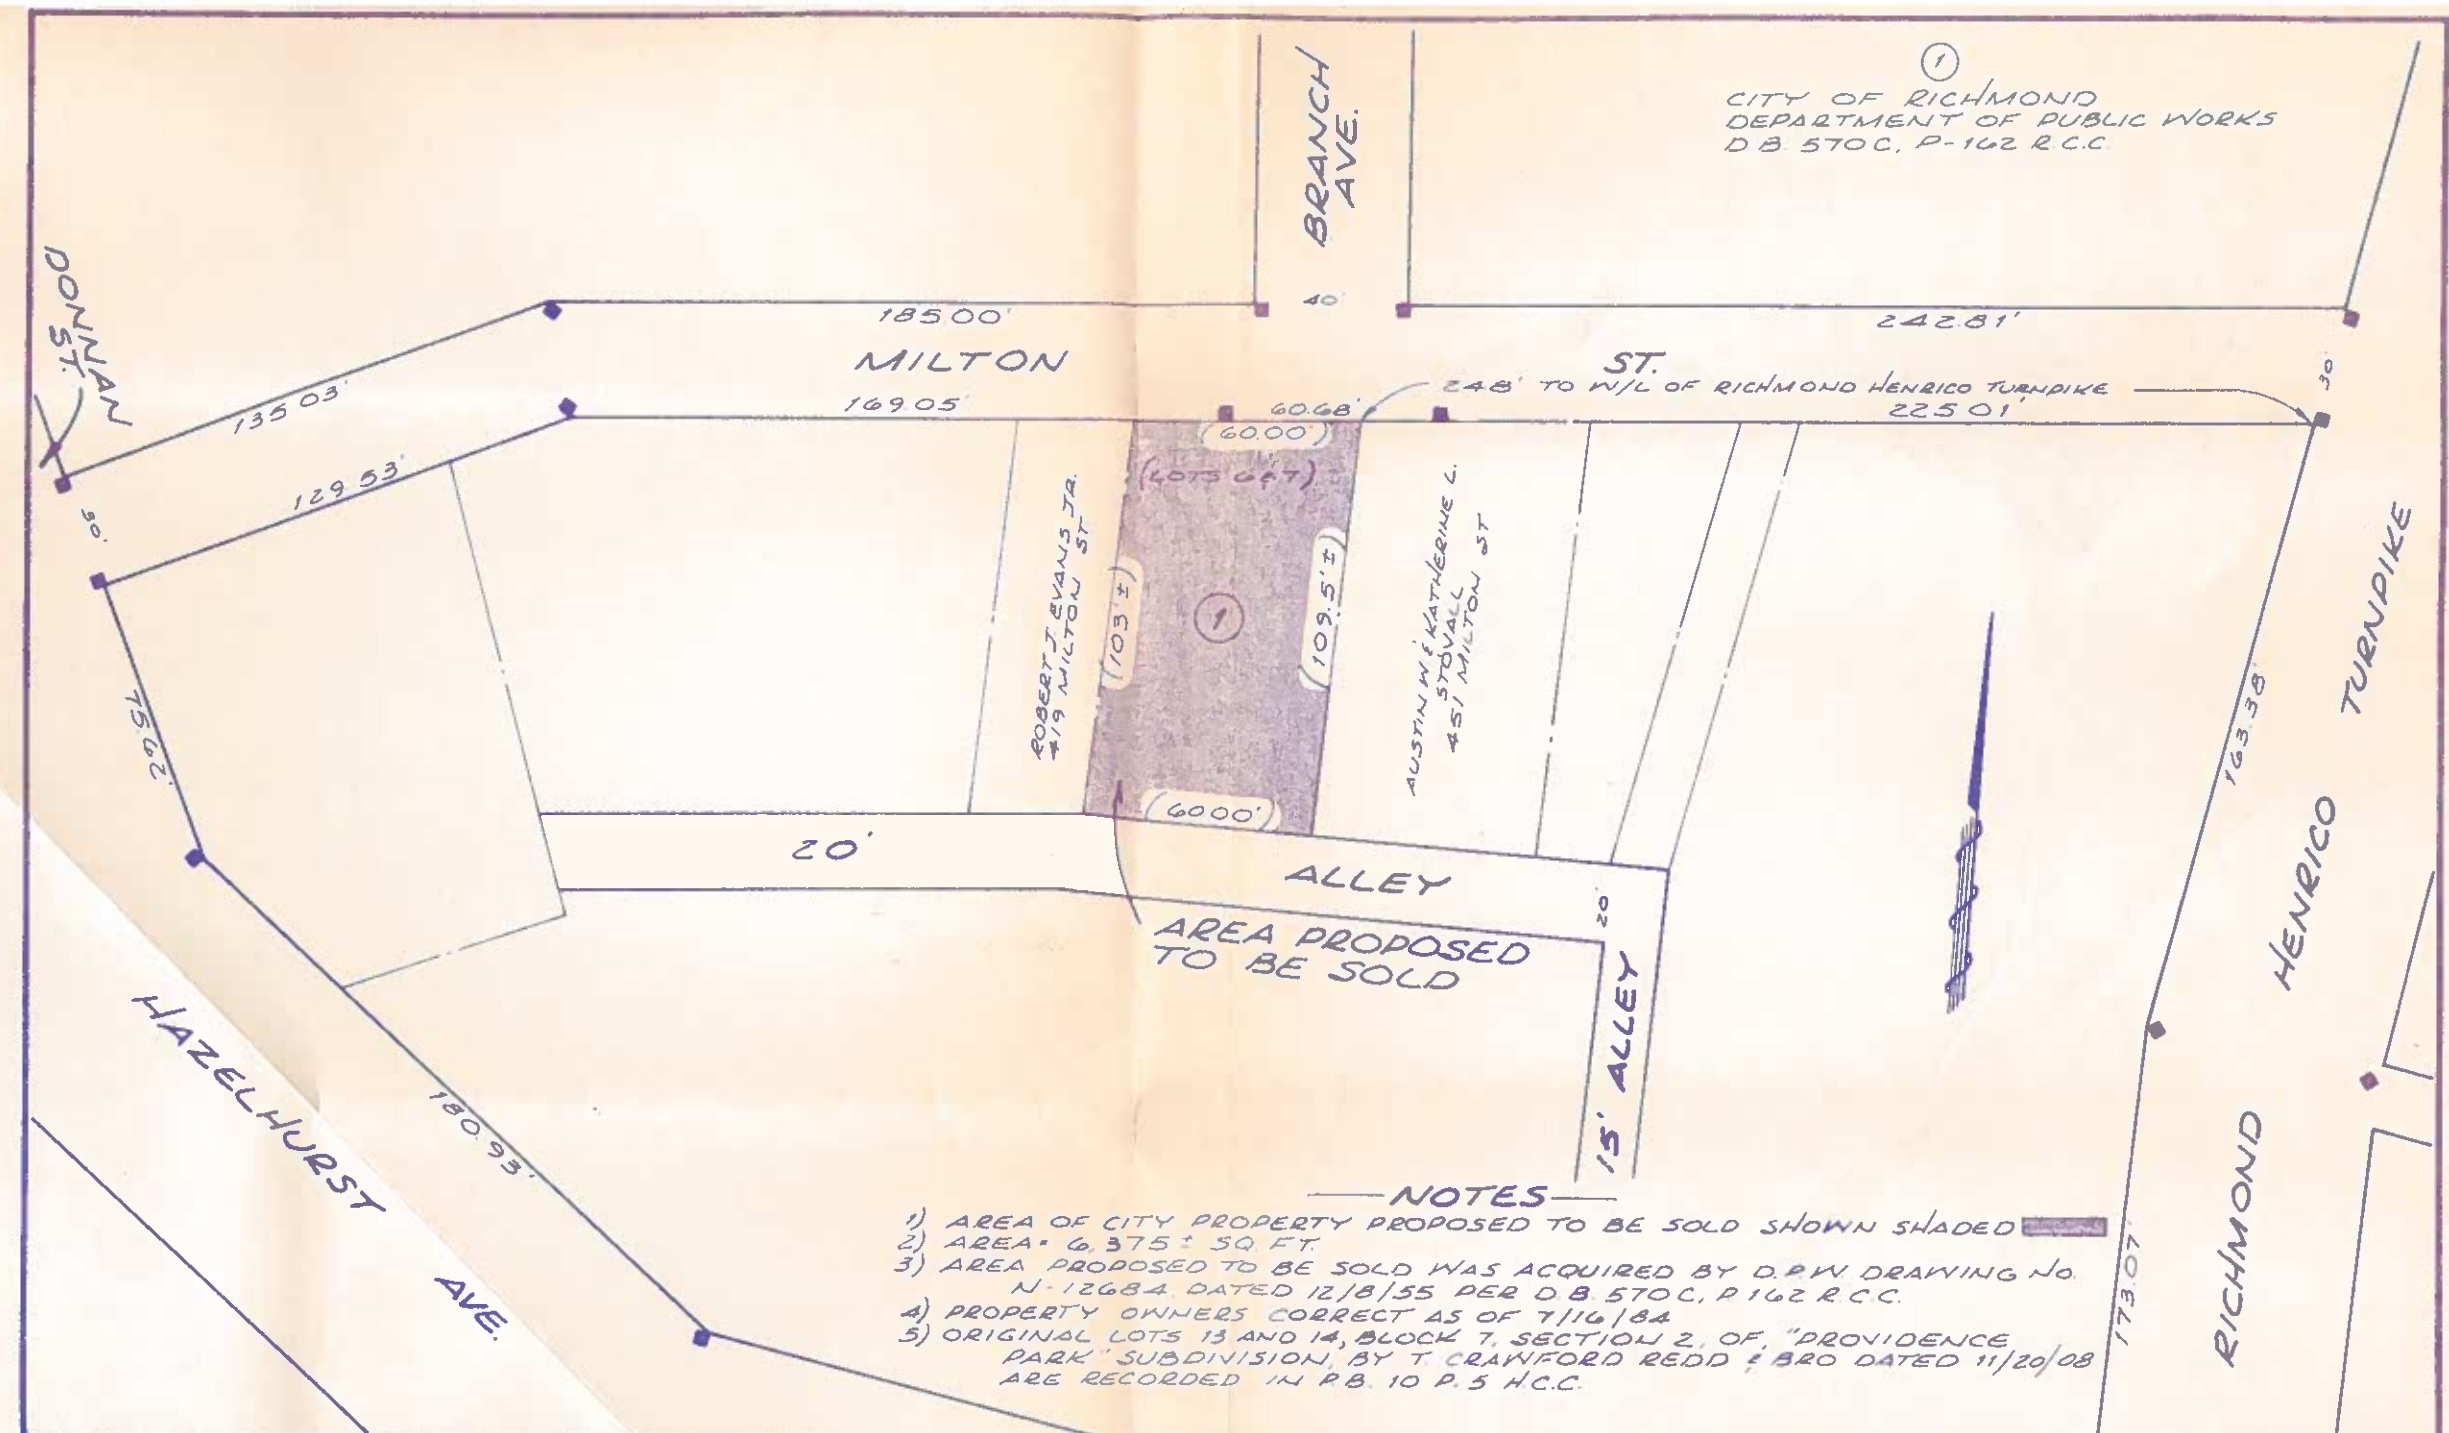 1
CITY OF RICHMOND
DEPARTMENT OF PUBLIC WORKS
D.B. 570C, P-162 R.C.C.
BRANCH
AVE.
40'
DONNAN
ST.
135.03'
185.00'
242.81'
MILTON
ST.
30'
248' TO W/L OF RICHMOND HENRICO TURNPIKE
169.05'
60.68'
225.01'
(60.00')
(LOTS 6&7)
129.53'
30'
ROBERT J. EVANS JR.
419 MILTON ST
(103'±)
1
(109.5'±)
AUSTIN W. & KATHERINE L.
STOVALL
451 MILTON ST
75.62'
163.38'
(60.00')
20'
ALLEY
20'
AREA PROPOSED
TO BE SOLD
15' ALLEY
RICHMOND HENRICO TURNPIKE
173.07'
HAZELHURST AVE.
180.93'
NOTES
1) AREA OF CITY PROPERTY PROPOSED TO BE SOLD SHOWN SHADED
2) AREA = 6,375 ± SQ. FT.
3) AREA PROPOSED TO BE SOLD WAS ACQUIRED BY D.P.W. DRAWING NO.
N-12684 DATED 12/8/55 PER D.B. 570C, P 162 R.C.C.
4) PROPERTY OWNERS CORRECT AS OF 7/16/84
5) ORIGINAL LOTS 13 AND 14, BLOCK 7, SECTION 2, OF, "PROVIDENCE
PARK" SUBDIVISION, BY T. CRAWFORD REDD & BRO DATED 11/20/08
ARE RECORDED IN P.B. 10 P. 5 H.C.C.